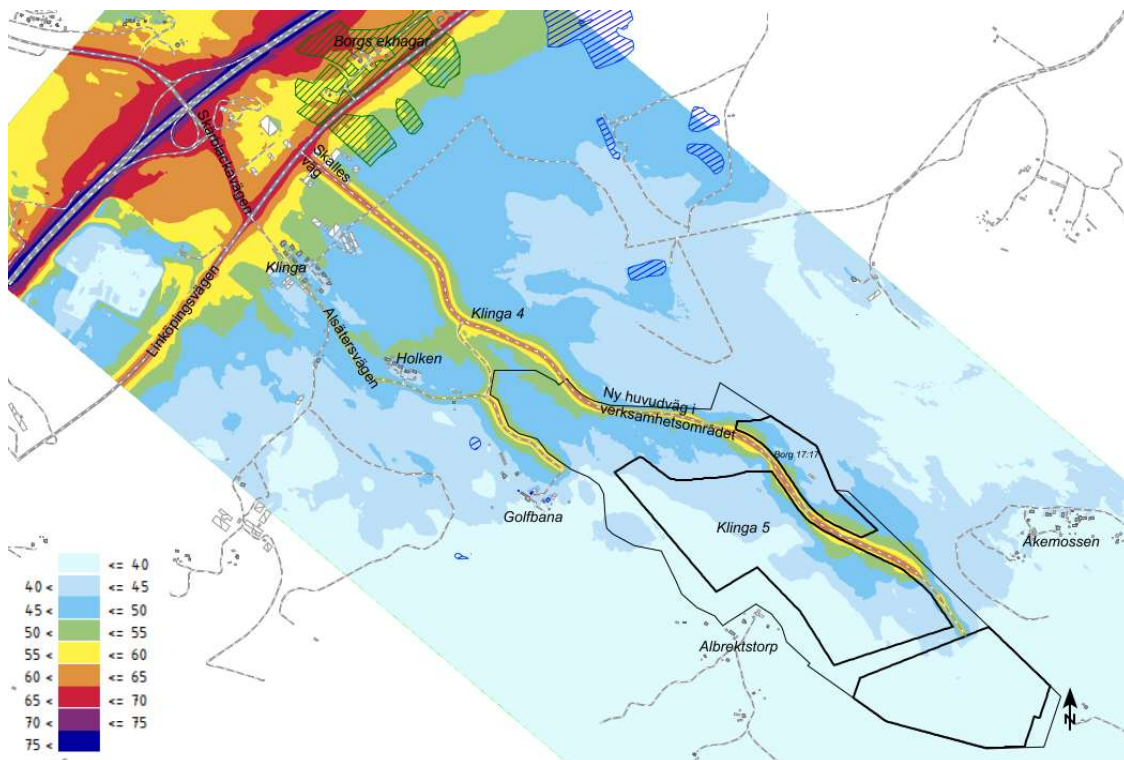 Borgs ekhagar
Skärplackavägen
Skalles
väg
Klinga
Linköpingsvägen
Alsätersvägen
Klinga 4
Holken
Ny huvudväg i
verksamhetsområdet
Borg 17:17
Golfbana
Klinga 5
Åkemossen
Albrektstorp
N
<= 40
40 < <= 45
45 < <= 50
50 < <= 55
55 < <= 60
60 < <= 65
65 < <= 70
70 < <= 75
75 <